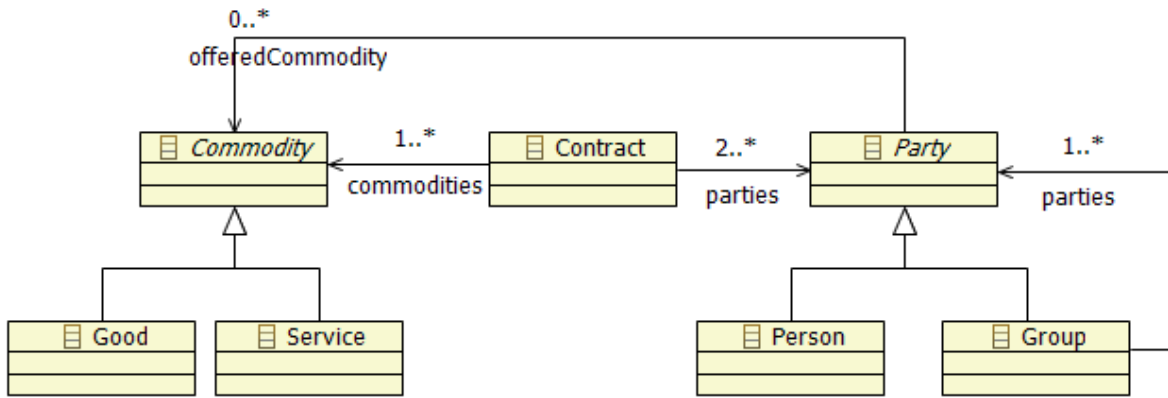 0..*
offeredCommodity
Commodity
1..*
commodities
Contract
2..*
parties
Party
1..*
parties
Good
Service
Person
Group